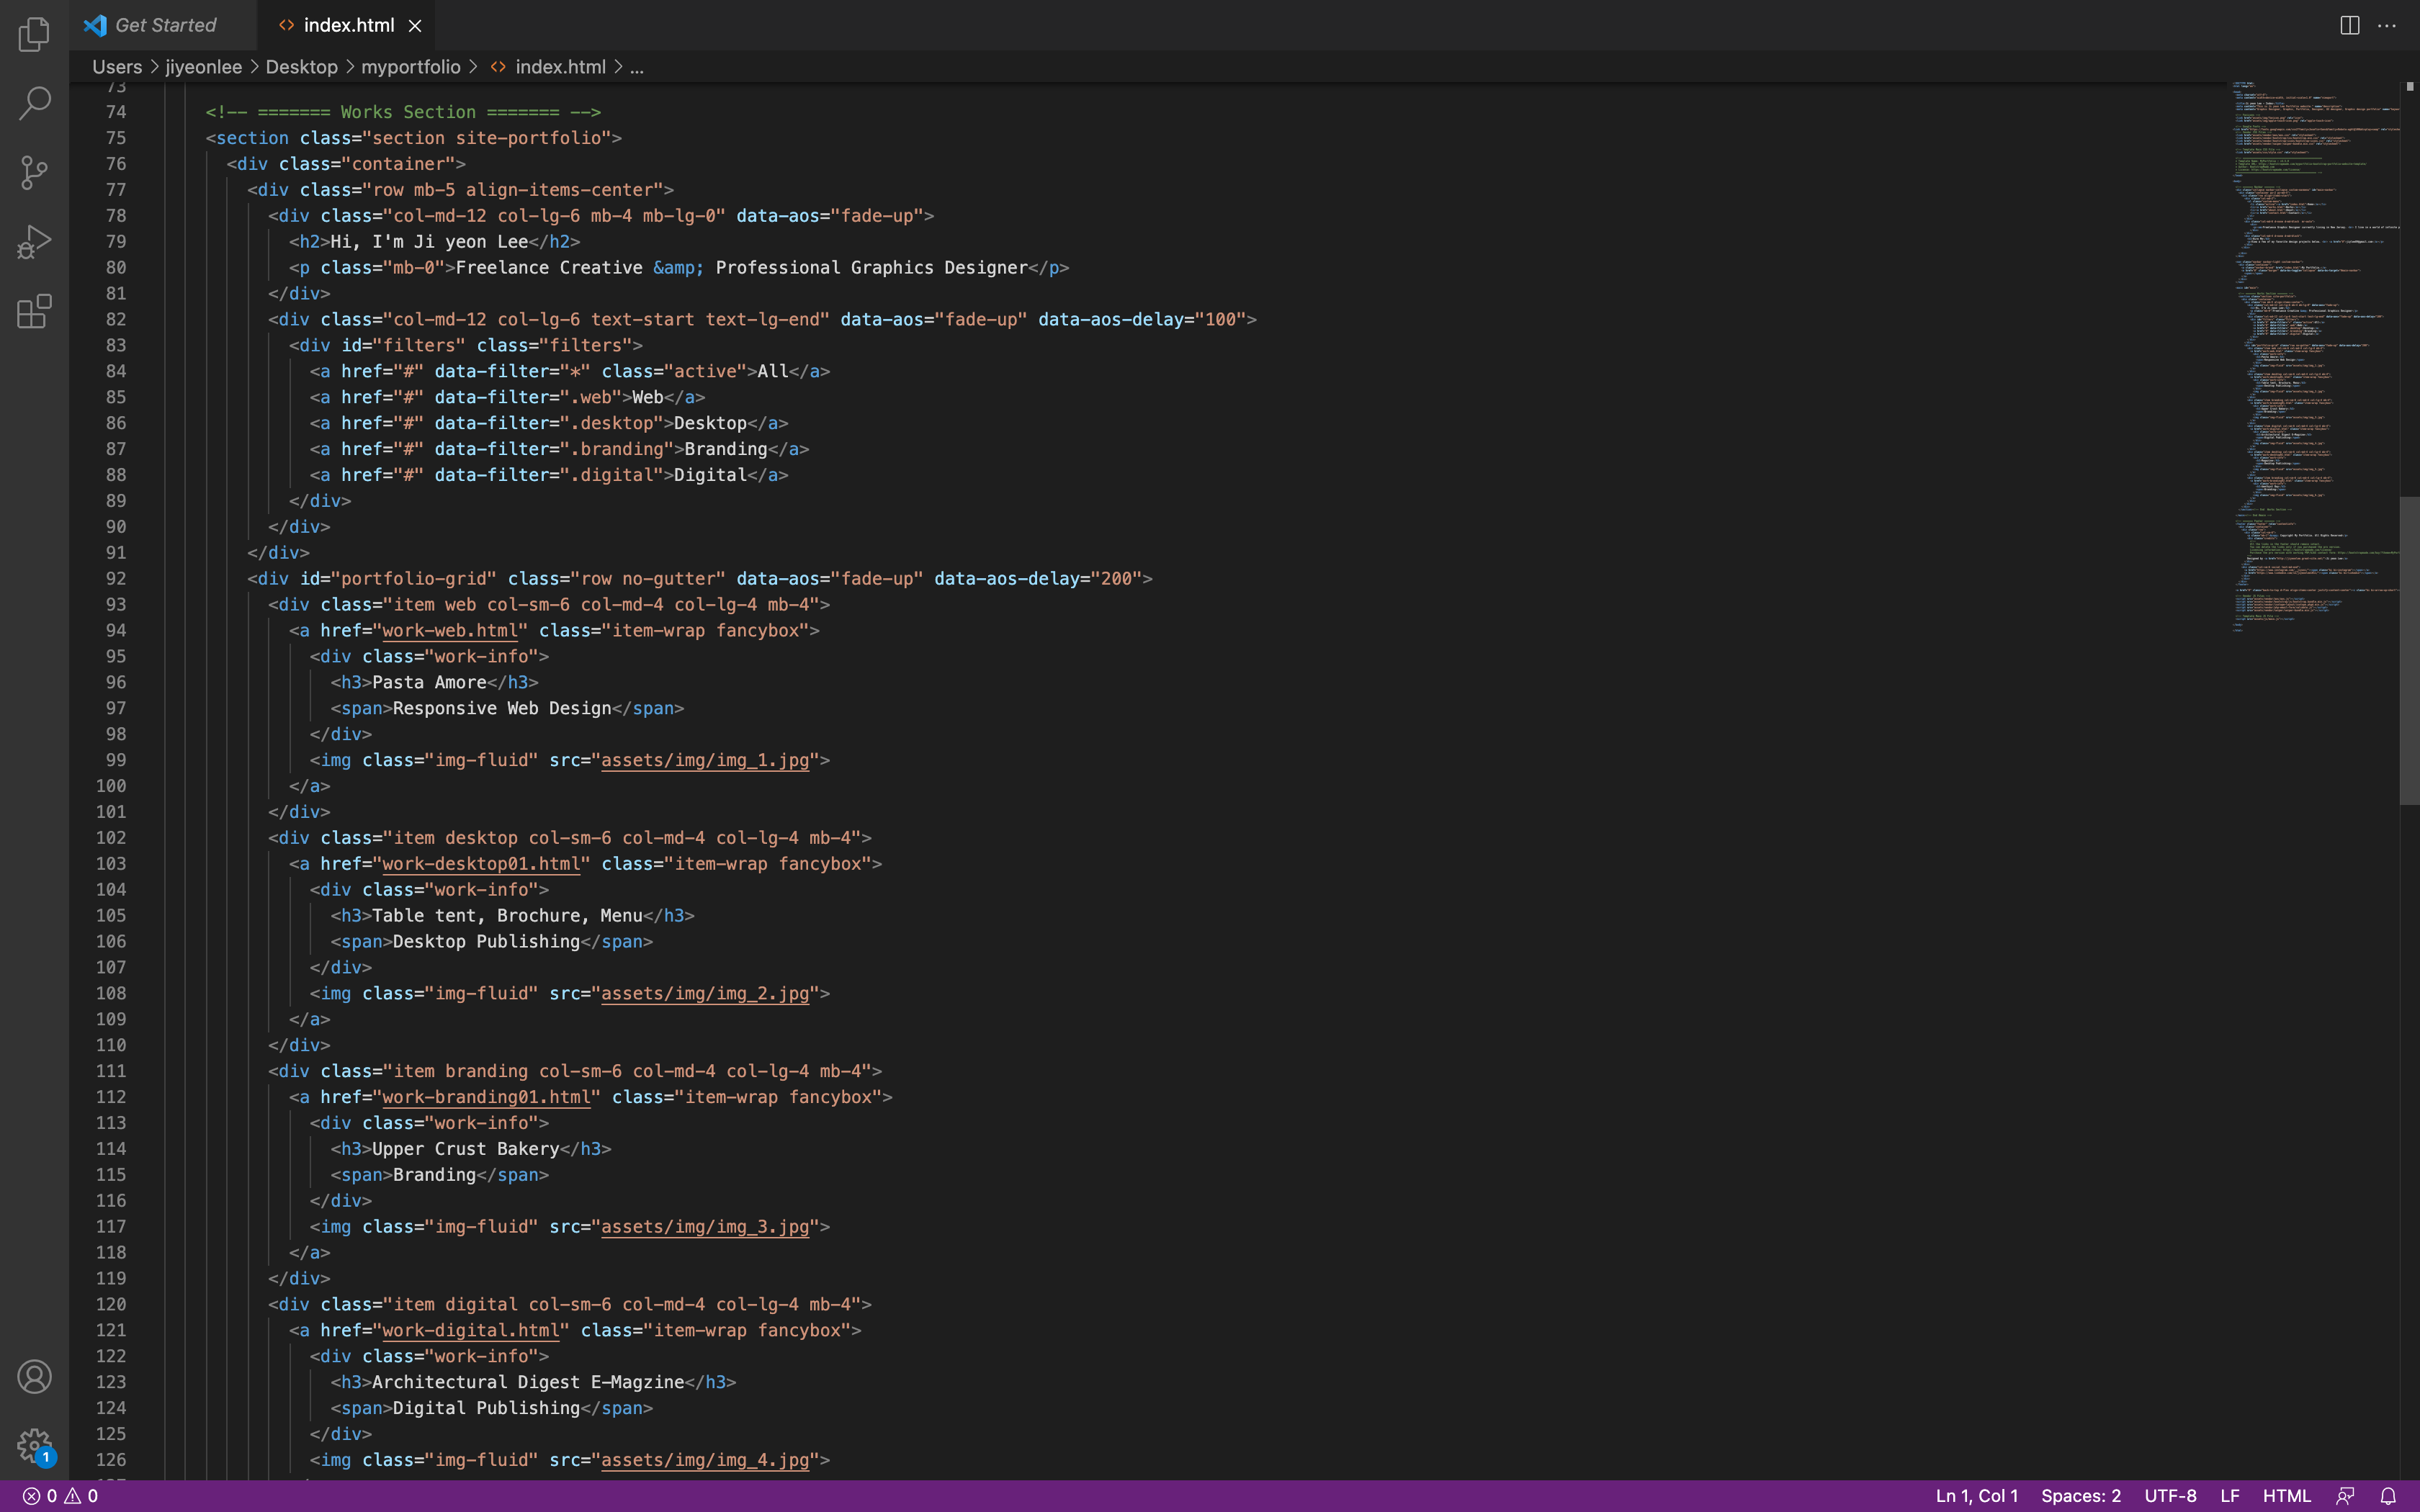 Get Started
index.html
Users > jiyeonlee > Desktop > myportfolio > index.html > ...
73
74 <!-- ======= Works Section ======= -->
75 <section class="section site-portfolio">
76 <div class="container">
77 <div class="row mb-5 align-items-center">
78 <div class="col-md-12 col-lg-6 mb-4 mb-lg-0" data-aos="fade-up">
79 <h2>Hi, I'm Ji yeon Lee</h2>
80 <p class="mb-0">Freelance Creative &amp; Professional Graphics Designer</p>
81 </div>
82 <div class="col-md-12 col-lg-6 text-start text-lg-end" data-aos="fade-up" data-aos-delay="100">
83 <div id="filters" class="filters">
84 <a href="#" data-filter="*" class="active">All</a>
85 <a href="#" data-filter=".web">Web</a>
86 <a href="#" data-filter=".desktop">Desktop</a>
87 <a href="#" data-filter=".branding">Branding</a>
88 <a href="#" data-filter=".digital">Digital</a>
89 </div>
90 </div>
91 </div>
92 <div id="portfolio-grid" class="row no-gutter" data-aos="fade-up" data-aos-delay="200">
93 <div class="item web col-sm-6 col-md-4 col-lg-4 mb-4">
94 <a href="work-web.html" class="item-wrap fancybox">
95 <div class="work-info">
96 <h3>Pasta Amore</h3>
97 <span>Responsive Web Design</span>
98 </div>
99 <img class="img-fluid" src="assets/img/img_1.jpg">
100 </a>
101 </div>
102 <div class="item desktop col-sm-6 col-md-4 col-lg-4 mb-4">
103 <a href="work-desktop01.html" class="item-wrap fancybox">
104 <div class="work-info">
105 <h3>Table tent, Brochure, Menu</h3>
106 <span>Desktop Publishing</span>
107 </div>
108 <img class="img-fluid" src="assets/img/img_2.jpg">
109 </a>
110 </div>
111 <div class="item branding col-sm-6 col-md-4 col-lg-4 mb-4">
112 <a href="work-branding01.html" class="item-wrap fancybox">
113 <div class="work-info">
114 <h3>Upper Crust Bakery</h3>
115 <span>Branding</span>
116 </div>
117 <img class="img-fluid" src="assets/img/img_3.jpg">
118 </a>
119 </div>
120 <div class="item digital col-sm-6 col-md-4 col-lg-4 mb-4">
121 <a href="work-digital.html" class="item-wrap fancybox">
122 <div class="work-info">
123 <h3>Architectural Digest E-Magzine</h3>
124 <span>Digital Publishing</span>
125 </div>
126 <img class="img-fluid" src="assets/img/img_4.jpg">
1
0 0 Ln 1, Col 1 Spaces: 2 UTF-8 LF HTML